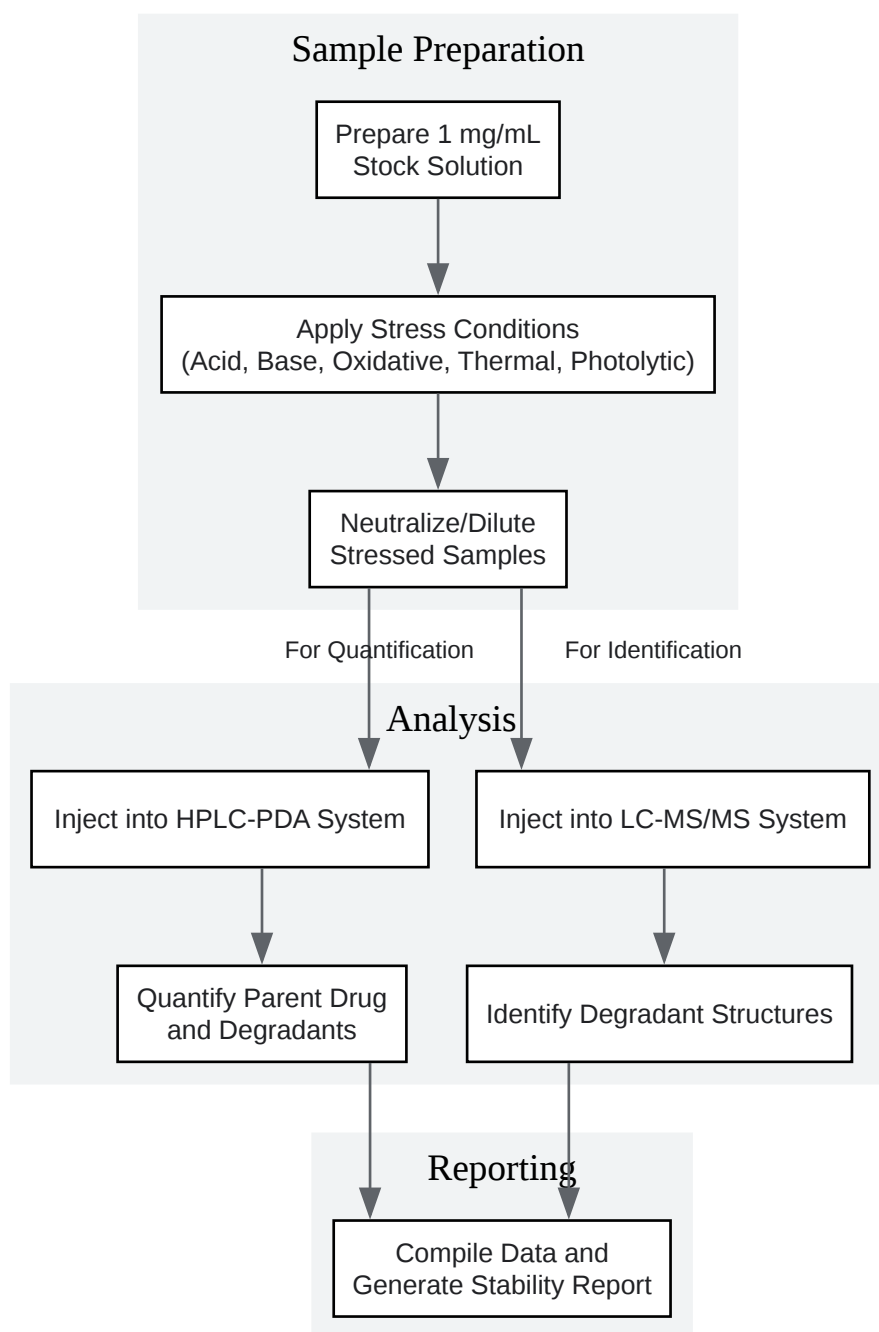 Sample Preparation
Prepare 1 mg/mL
Stock Solution
Apply Stress Conditions
(Acid, Base, Oxidative, Thermal, Photolytic)
Neutralize/Dilute
Stressed Samples
For Quantification
For Identification
Analysis
Inject into HPLC-PDA System
Inject into LC-MS/MS System
Quantify Parent Drug
and Degradants
Identify Degradant Structures
Reporting
Compile Data and
Generate Stability Report